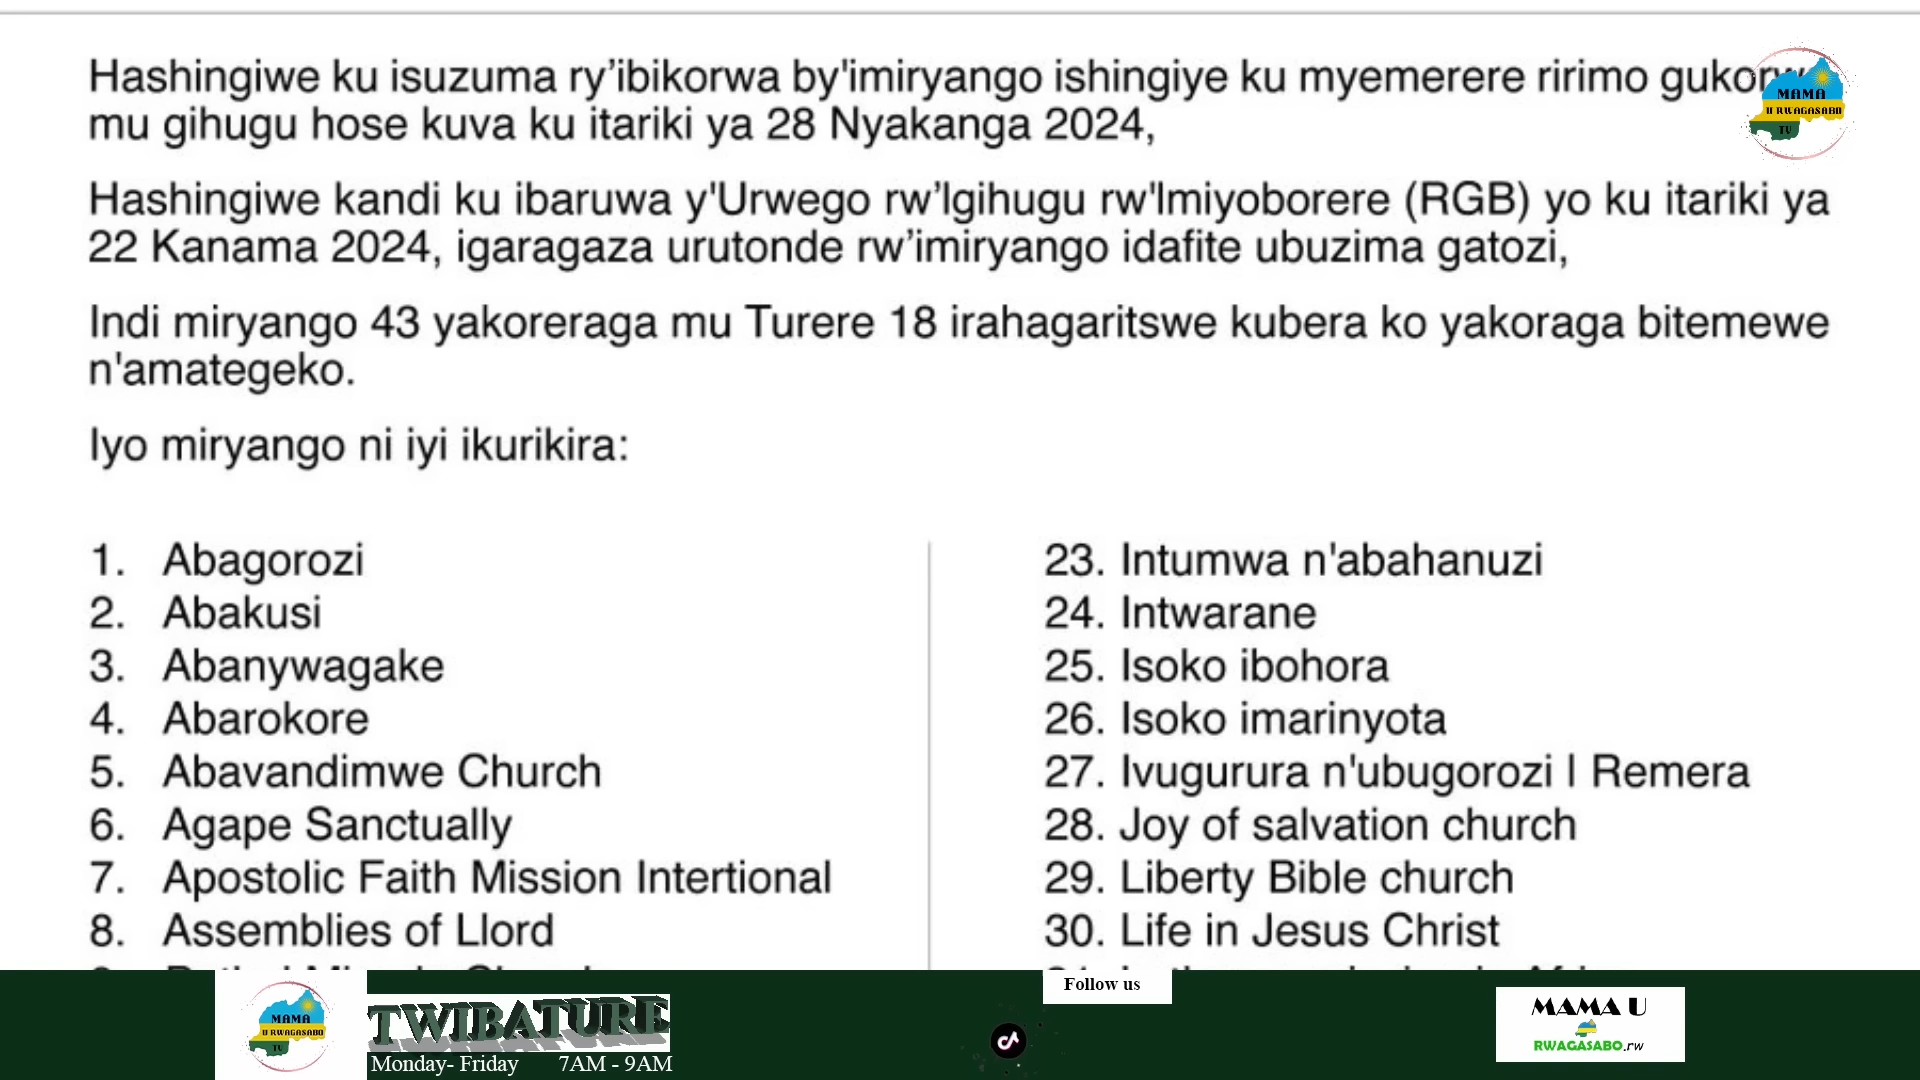 Hashingiwe ku isuzuma ry’ibikorwa by'imiryango ishingiye ku myemerere ririmo
mu gihugu hose kuva ku itariki ya 28 Nyakanga 2024,
Hashingiwe kandi ku ibaruwa y'Urwego rw’Igihugu rw'Imiyoborere (RGB) yo ku itariki ya
22 Kanama 2024, igaragaza urutonde rw’imiryango idafite ubuzima gatozi,
Indi miryango 43 yakoreraga mu Turere 18 irahagaritswe kubera ko yakoraga bitemewe
n'amategeko.
Iyo miryango ni iyi ikurikira:
1. Abagorozi
2. Abakusi
3. Abanywagake
4. Abarokore
5. Abavandimwe Church
6. Agape Sanctually
7. Apostolic Faith Mission Intertional
8. Assemblies of Llord
23. Intumwa n'abahanuzi
24. Intwarane
25. Isoko ibohora
26. Isoko imarinyota
27. Ivugurura n'ubugorozi I Remera
28. Joy of salvation church
29. Liberty Bible church
30. Life in Jesus Christ
MAMA
U RWAGASABO
TV
MAMA
U RWAGASABO
TV
TWIBATURE
Monday- Friday 7AM - 9AM
Follow us
MAMA U
RWAGASABO.rw